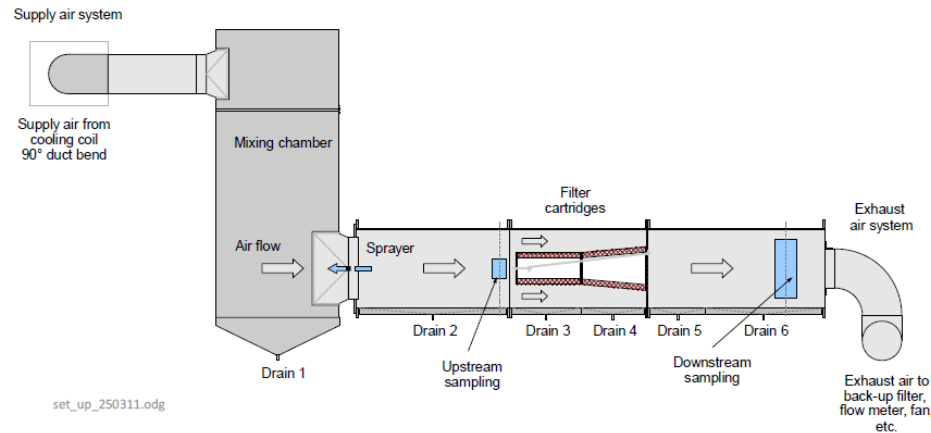 Supply air system
Supply air from
cooling coil
90° duct bend
Mixing chamber
Air flow
Sprayer
Filter
cartridges
Exhaust
air system
Drain 1
Drain 2
Drain 3
Drain 4
Drain 5
Drain 6
Upstream
sampling
Downstream
sampling
Exhaust air to
back-up filter,
flow meter, fan
etc.
set_up_250311.odg